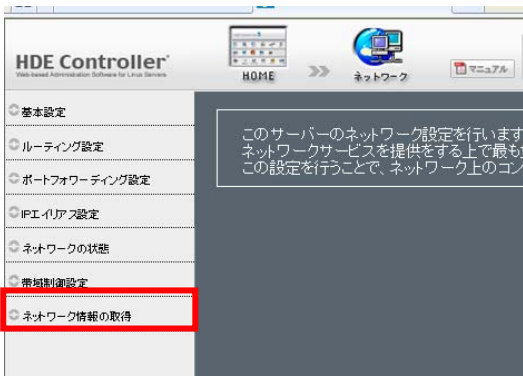 HDE Controller
Web-based Administration Software for Linux Servers
HOME
ネットワーク
マニュアル
基本設定
ルーティング設定
ポートフォワーディング設定
IPエイリアス設定
ネットワークの状態
帯域制御設定
ネットワーク情報の取得
このサーバーのネットワーク設定を行います
ネットワークサービスを提供をする上で最も
この設定を行うことで、ネットワーク上のコン